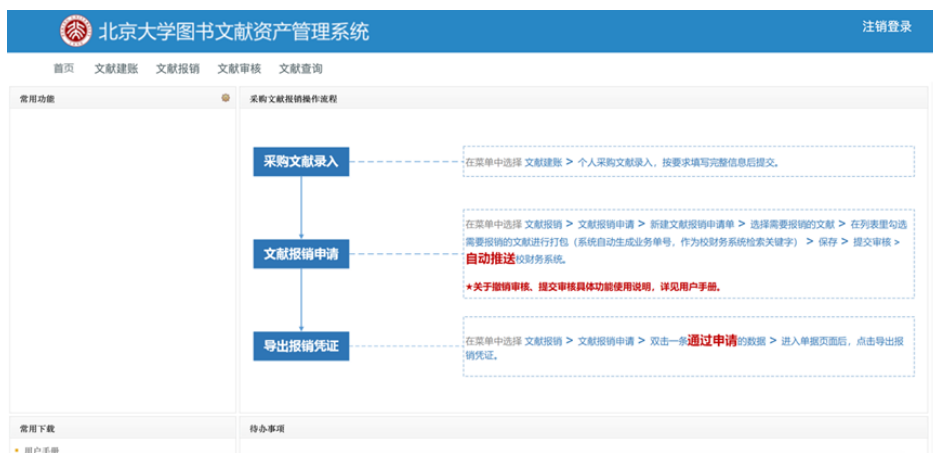 北京大学图书文献资产管理系统
注销登录
首页 文献建账 文献报销 文献审核 文献查询
常用功能
采购文献报销操作流程
采购文献录入
在菜单中选择 文献建账 > 个人采购文献录入，按要求填写完整信息后提交。
文献报销申请
在菜单中选择 文献报销 > 文献报销申请 > 新建文献报销申请单 > 选择需要报销的文献 > 在列表里勾选
需要报销的文献进行打包（系统自动生成业务单号，作为校财务系统检索关键字） > 保存 > 提交审核 >
自动推送校财务系统。
★关于撤销审核、提交审核具体功能使用说明，详见用户手册。
导出报销凭证
在菜单中选择 文献报销 > 文献报销申请 > 双击一条通过申请的数据 > 进入单据页面后，点击导出报
销凭证。
常用下载
待办事项
用户手册